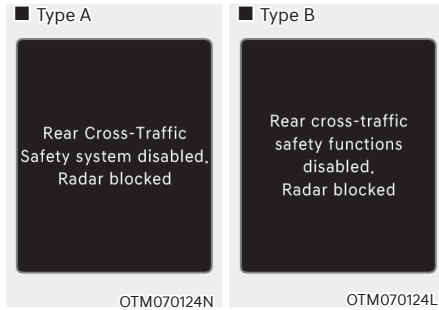 ■ Type A
Rear Cross-Traffic
Safety system disabled.
Radar blocked
OTM070124N
■ Type B
Rear cross-traffic
safety functions
disabled.
Radar blocked
OTM070124L